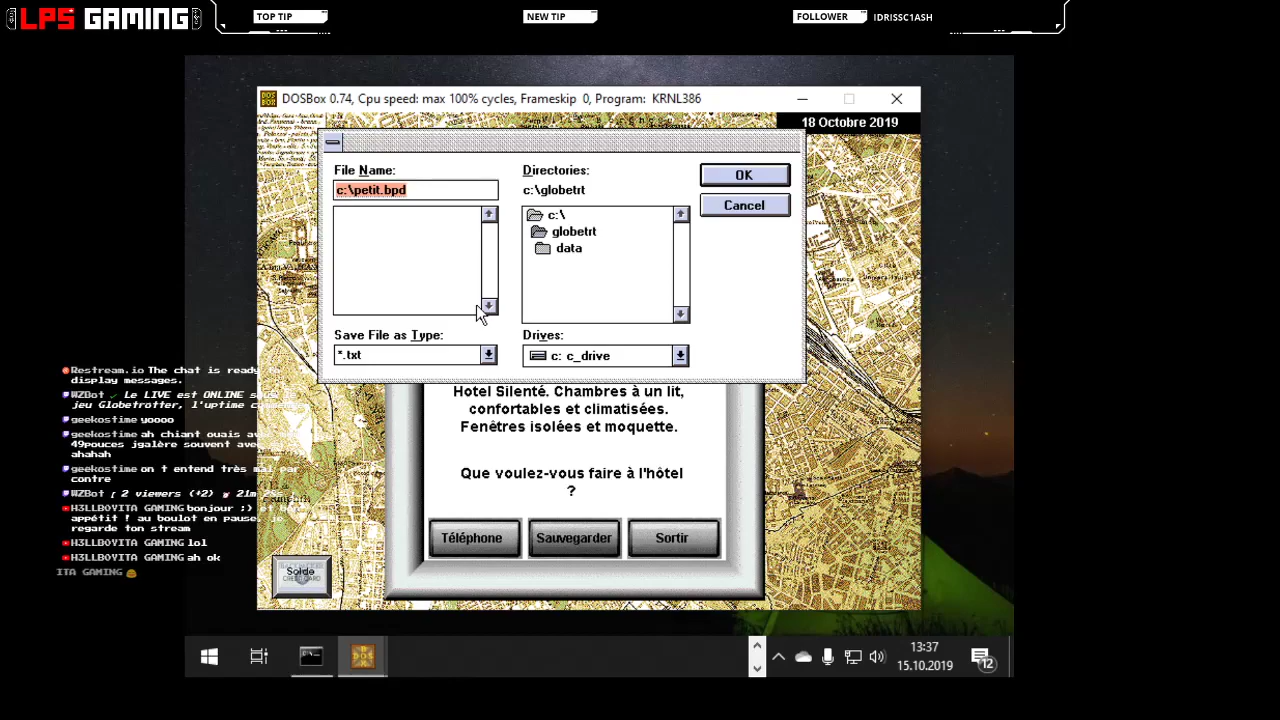 LPS GAMING
TOP TIP
NEW TIP
FOLLOWER IDRISSC1ASH
DOSBox 0.74, Cpu speed: max 100% cycles, Frameskip 0, Program: KRNL386
18 Octobre 2019
File Name:
c:\petit.bpd
Directories:
c:\globetrt
c:\
globetrt
data
OK
Cancel
Save File as Type:
*.txt
Drives:
c: c_drive
Hotel Silenté. Chambres à un lit,
confortables et climatisées.
Fenêtres isolées et moquette.
Que voulez-vous faire à l'hôtel
?
Téléphone
Sauvegarder
Sortir
Solde
Restream.io The chat is ready to
display messages.
WZBot ✓ Le LIVE est ONLINE
jeu Globetrotter, l'uptime
geekostime yoooo
geekostime ah chiant ouais
49pouces jgalère souvent
ahahah
geekostime on t entend très mal par
contre
WZBot 2 viewers (+2) 21m
H3LLBOYITA GAMING bonjour :) et bon
appétit ! au boulot en pause, je
regarde ton stream
H3LLBOYITA GAMING lol
H3LLBOYITA GAMING ah ok
ITA GAMING
13:37
15.10.2019
12